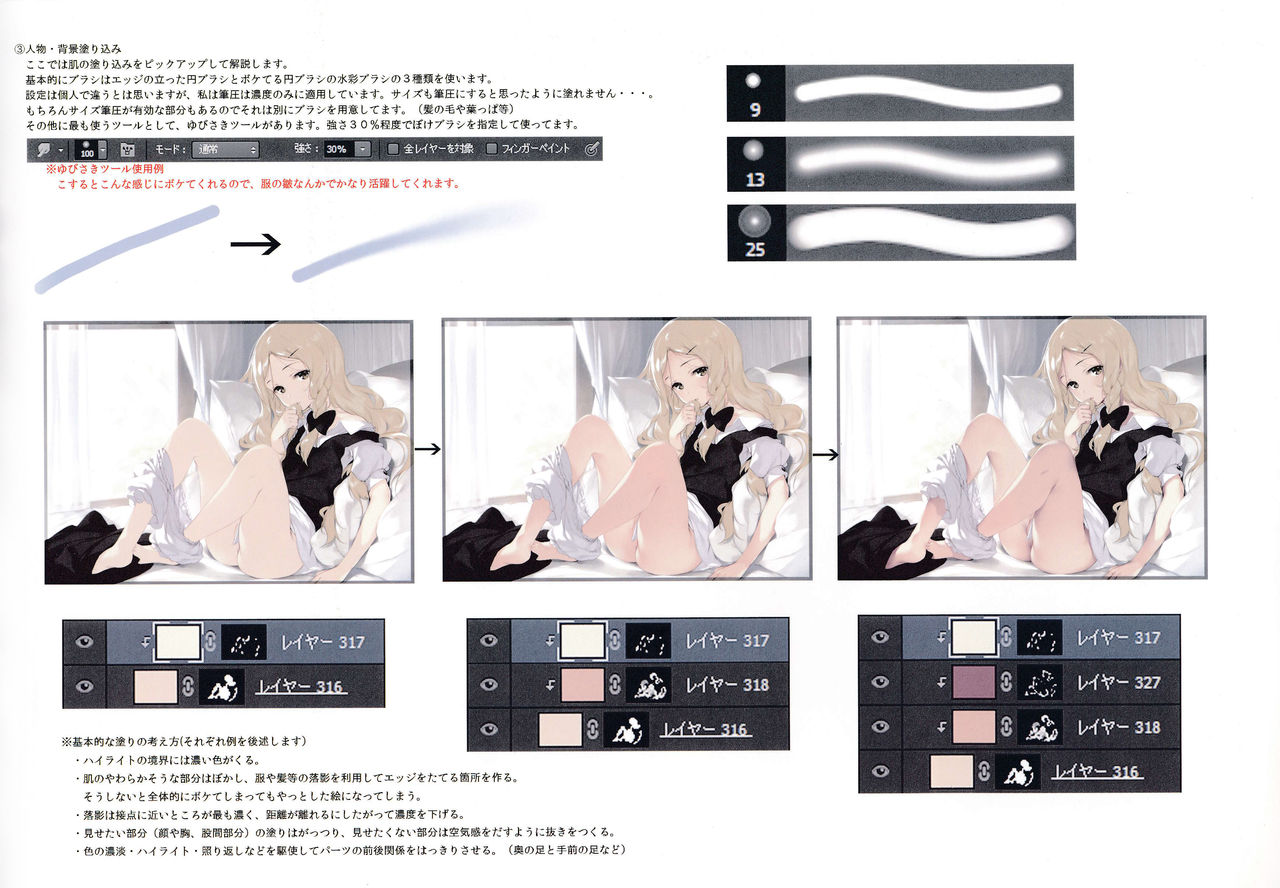 ③人物・背景塗り込み
ここでは肌の塗り込みをピックアップして解説します。
基本的にブラシはエッジの立った円ブラシとボケてる円ブラシの水彩ブラシの３種類を使います。
設定は個人で違うとは思いますが、私は筆圧は濃度のみに適用しています。サイズも筆圧にすると思ったように塗れません・・・。
もちろんサイズ筆圧が有効な部分もあるのでそれは別にブラシを用意してます。（髪の毛や葉っぱ等）
その他に最も使うツールとして、ゆびさきツールがあります。強さ３０％程度でぼけブラシを指定して使ってます。
100 モード： 通常 強さ： 30% 全レイヤーを対象 フィンガーペイント
※ゆびさきツール使用例
こするとこんな感じにボケてくれるので、服の皺なんかでかなり活躍してくれます。
9
13
25
レイヤー 317
レイヤー 316
レイヤー 317
レイヤー 318
レイヤー 316
レイヤー 317
レイヤー 327
レイヤー 318
レイヤー 316
※基本的な塗りの考え方(それぞれ例を後述します)
・ハイライトの境界には濃い色がくる。
・肌のやわらかそうな部分はぼかし、服や髪等の落影を利用してエッジをたてる箇所を作る。
そうしないと全体的にボケてしまってもやっとした絵になってしまう。
・落影は接点に近いところが最も濃く、距離が離れるにしたがって濃度を下げる。
・見せたい部分（顔や胸、股間部分）の塗りはがっつり、見せたくない部分は空気感をだすように抜きをつくる。
・色の濃淡・ハイライト・照り返しなどを駆使してパーツの前後関係をはっきりさせる。（奥の足と手前の足など）